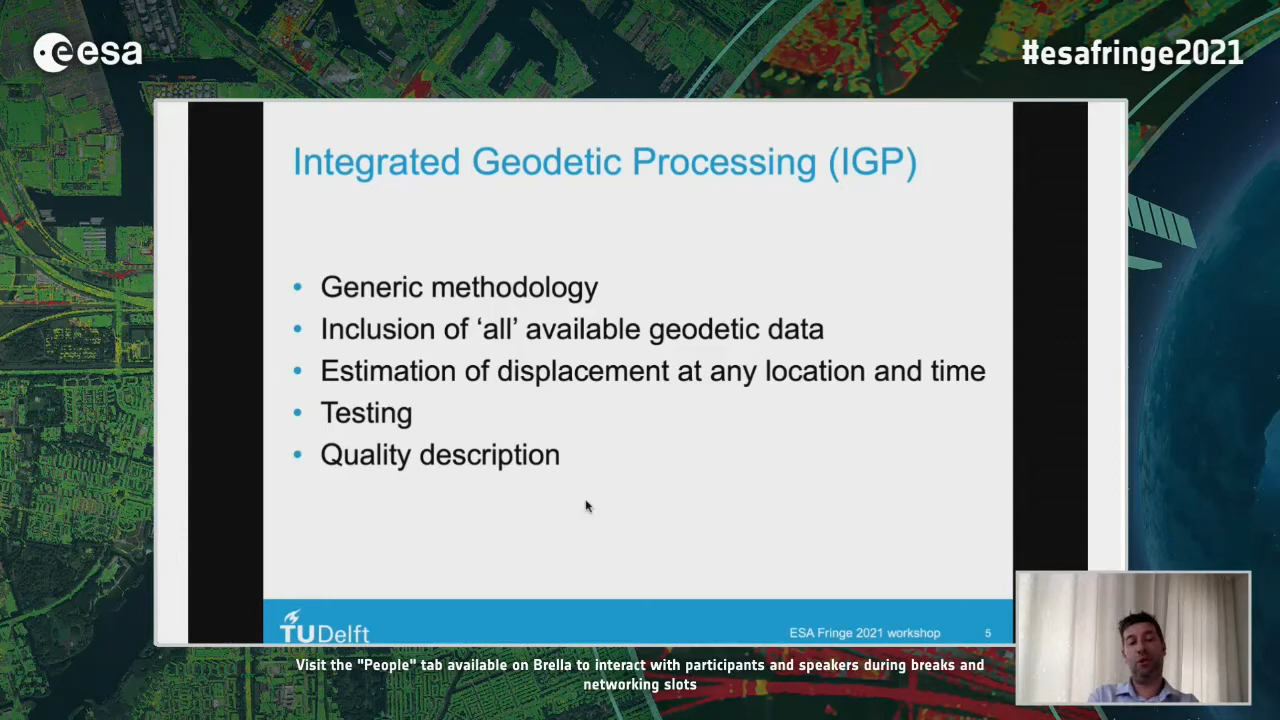 esa
#esafringe2021
Integrated Geodetic Processing (IGP)
• Generic methodology
• Inclusion of ‘all’ available geodetic data
• Estimation of displacement at any location and time
• Testing
• Quality description
TUDelft
ESA Fringe 2021 workshop
5
Visit the "People" tab available on Brella to interact with participants and speakers during breaks and
networking slots